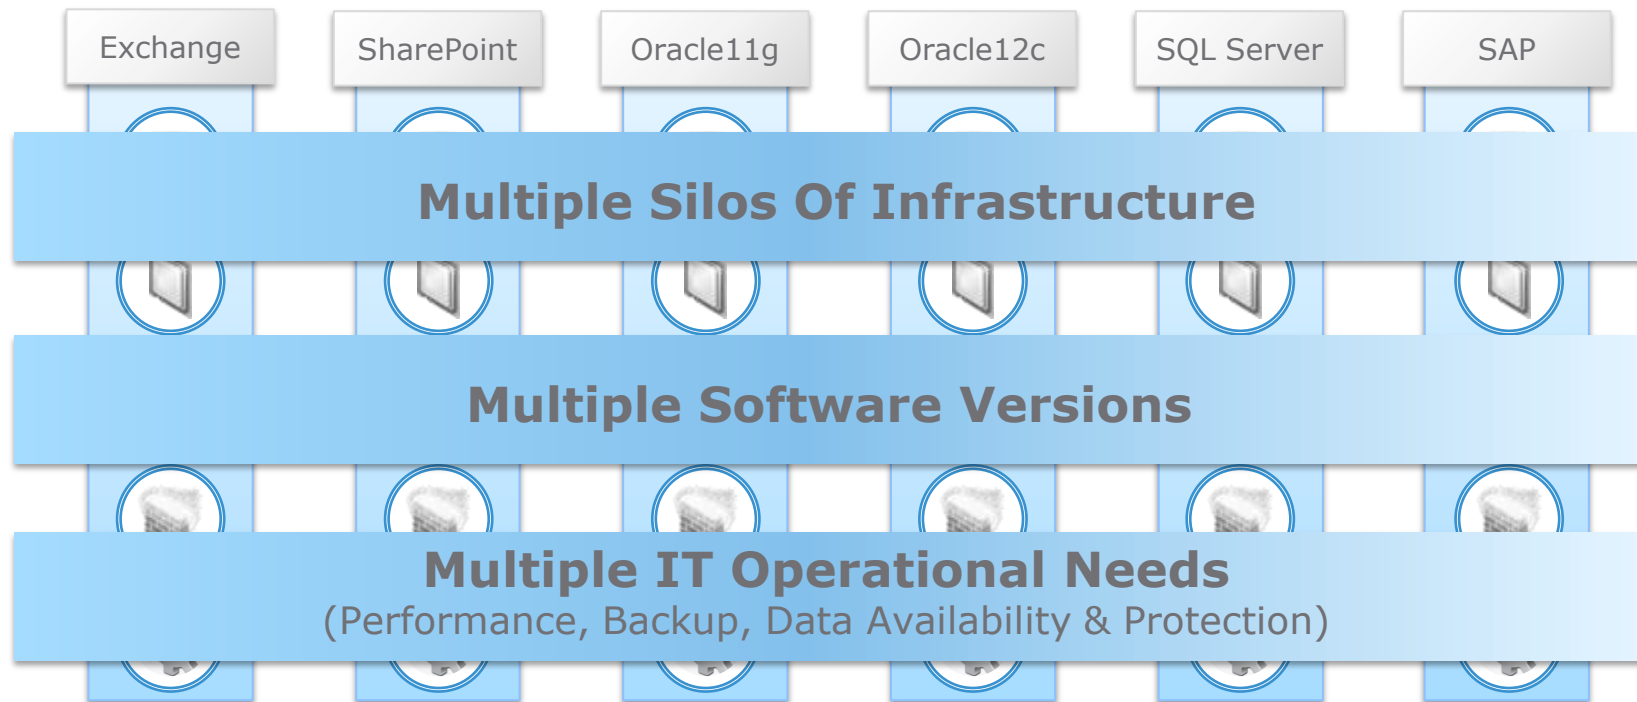 Exchange
SharePoint
Oracle11g
Oracle12c
SQL Server
SAP
Multiple Silos Of Infrastructure
Multiple Software Versions
Multiple IT Operational Needs
(Performance, Backup, Data Availability & Protection)